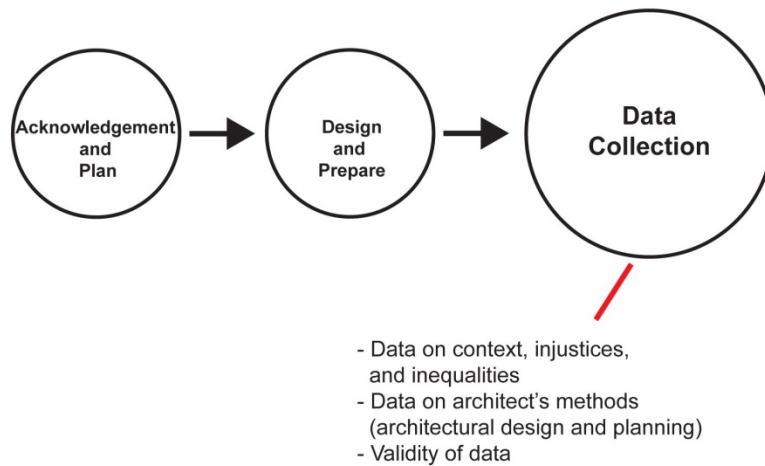 Acknowledgement
and
Plan
Design
and
Prepare
Data
Collection
- Data on context, injustices,
and inequalities
- Data on architect's methods
(architectural design and planning)
- Validity of data